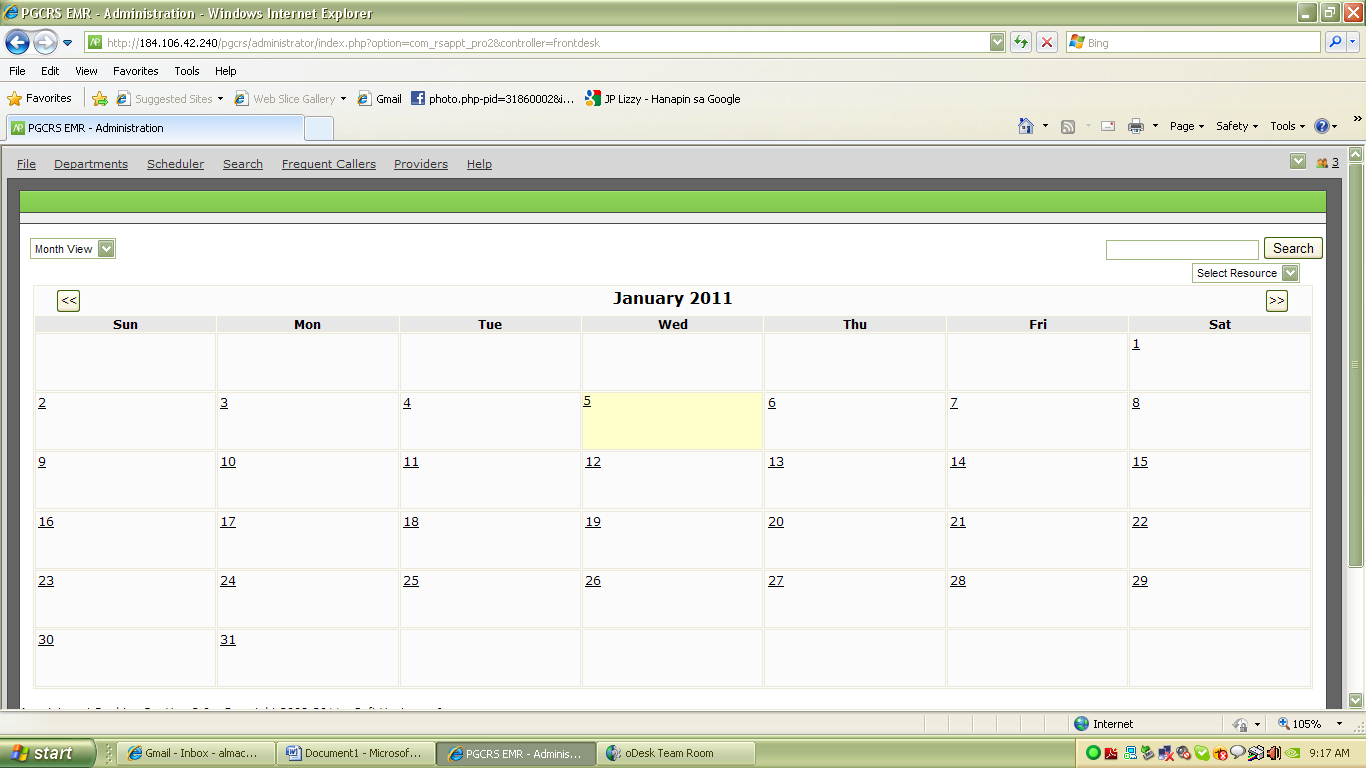 PGCRS EMR - Administration - Windows Internet Explorer
http://184.106.42.240/pgcrs/administrator/index.php?option=com_rsappt_pro2&controller=frontdesk
Bing
File Edit View Favorites Tools Help
Favorites Suggested Sites Web Slice Gallery Gmail photo.php-pid=31860002&i... JP Lizzy - Hanapin sa Google
PGCRS EMR - Administration Page Safety Tools »
File Departments Scheduler Search Frequent Callers Providers Help 3
Month View Search
Select Resource
<< January 2011 >>
Sun Mon Tue Wed Thu Fri Sat
1
2 3 4 5 6 7 8
9 10 11 12 13 14 15
16 17 18 19 20 21 22
23 24 25 26 27 28 29
30 31
Internet 105%
start Gmail - Inbox - almac... Document1 - Microsof... PGCRS EMR - Adminis... oDesk Team Room 9:17 AM